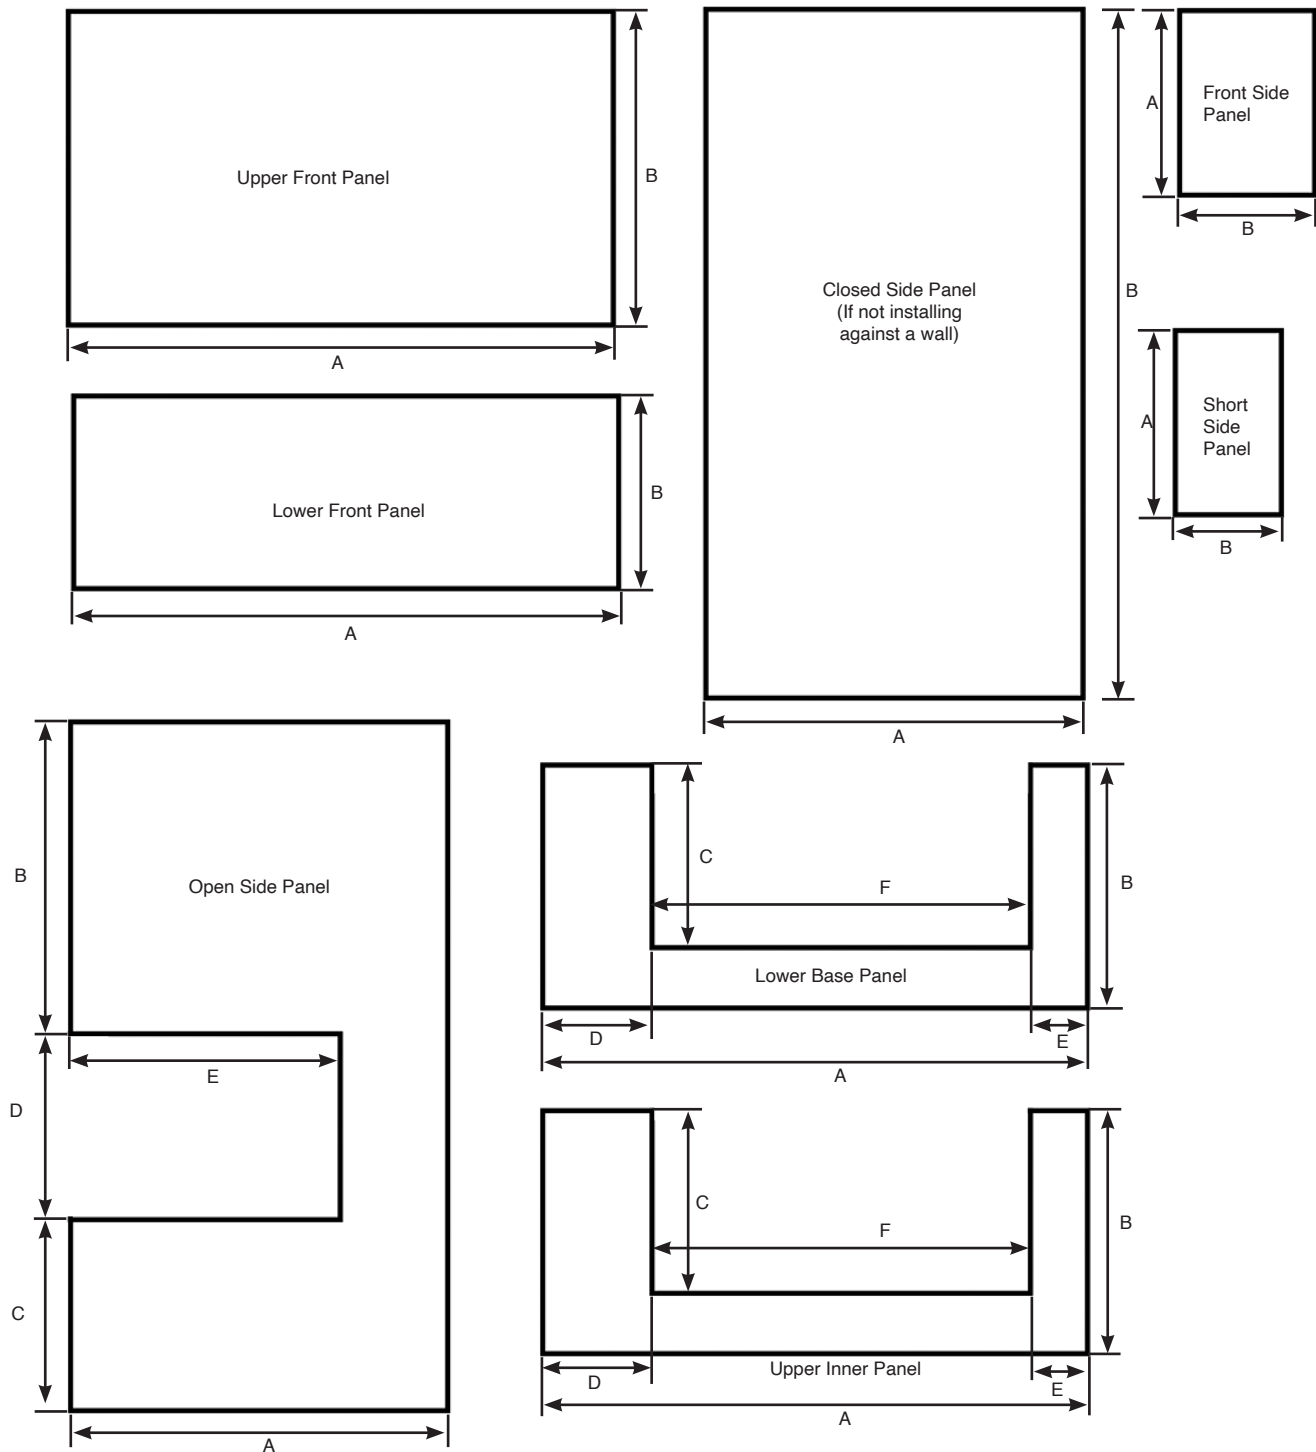 Upper Front Panel
B
A
Lower Front Panel
B
A
Closed Side Panel
(If not installing
against a wall)
B
A
Front Side
Panel
A
B
Short
Side
Panel
A
B
Open Side Panel
B
E
D
C
A
C
F
B
Lower Base Panel
D
E
A
C
F
B
Upper Inner Panel
D
E
A